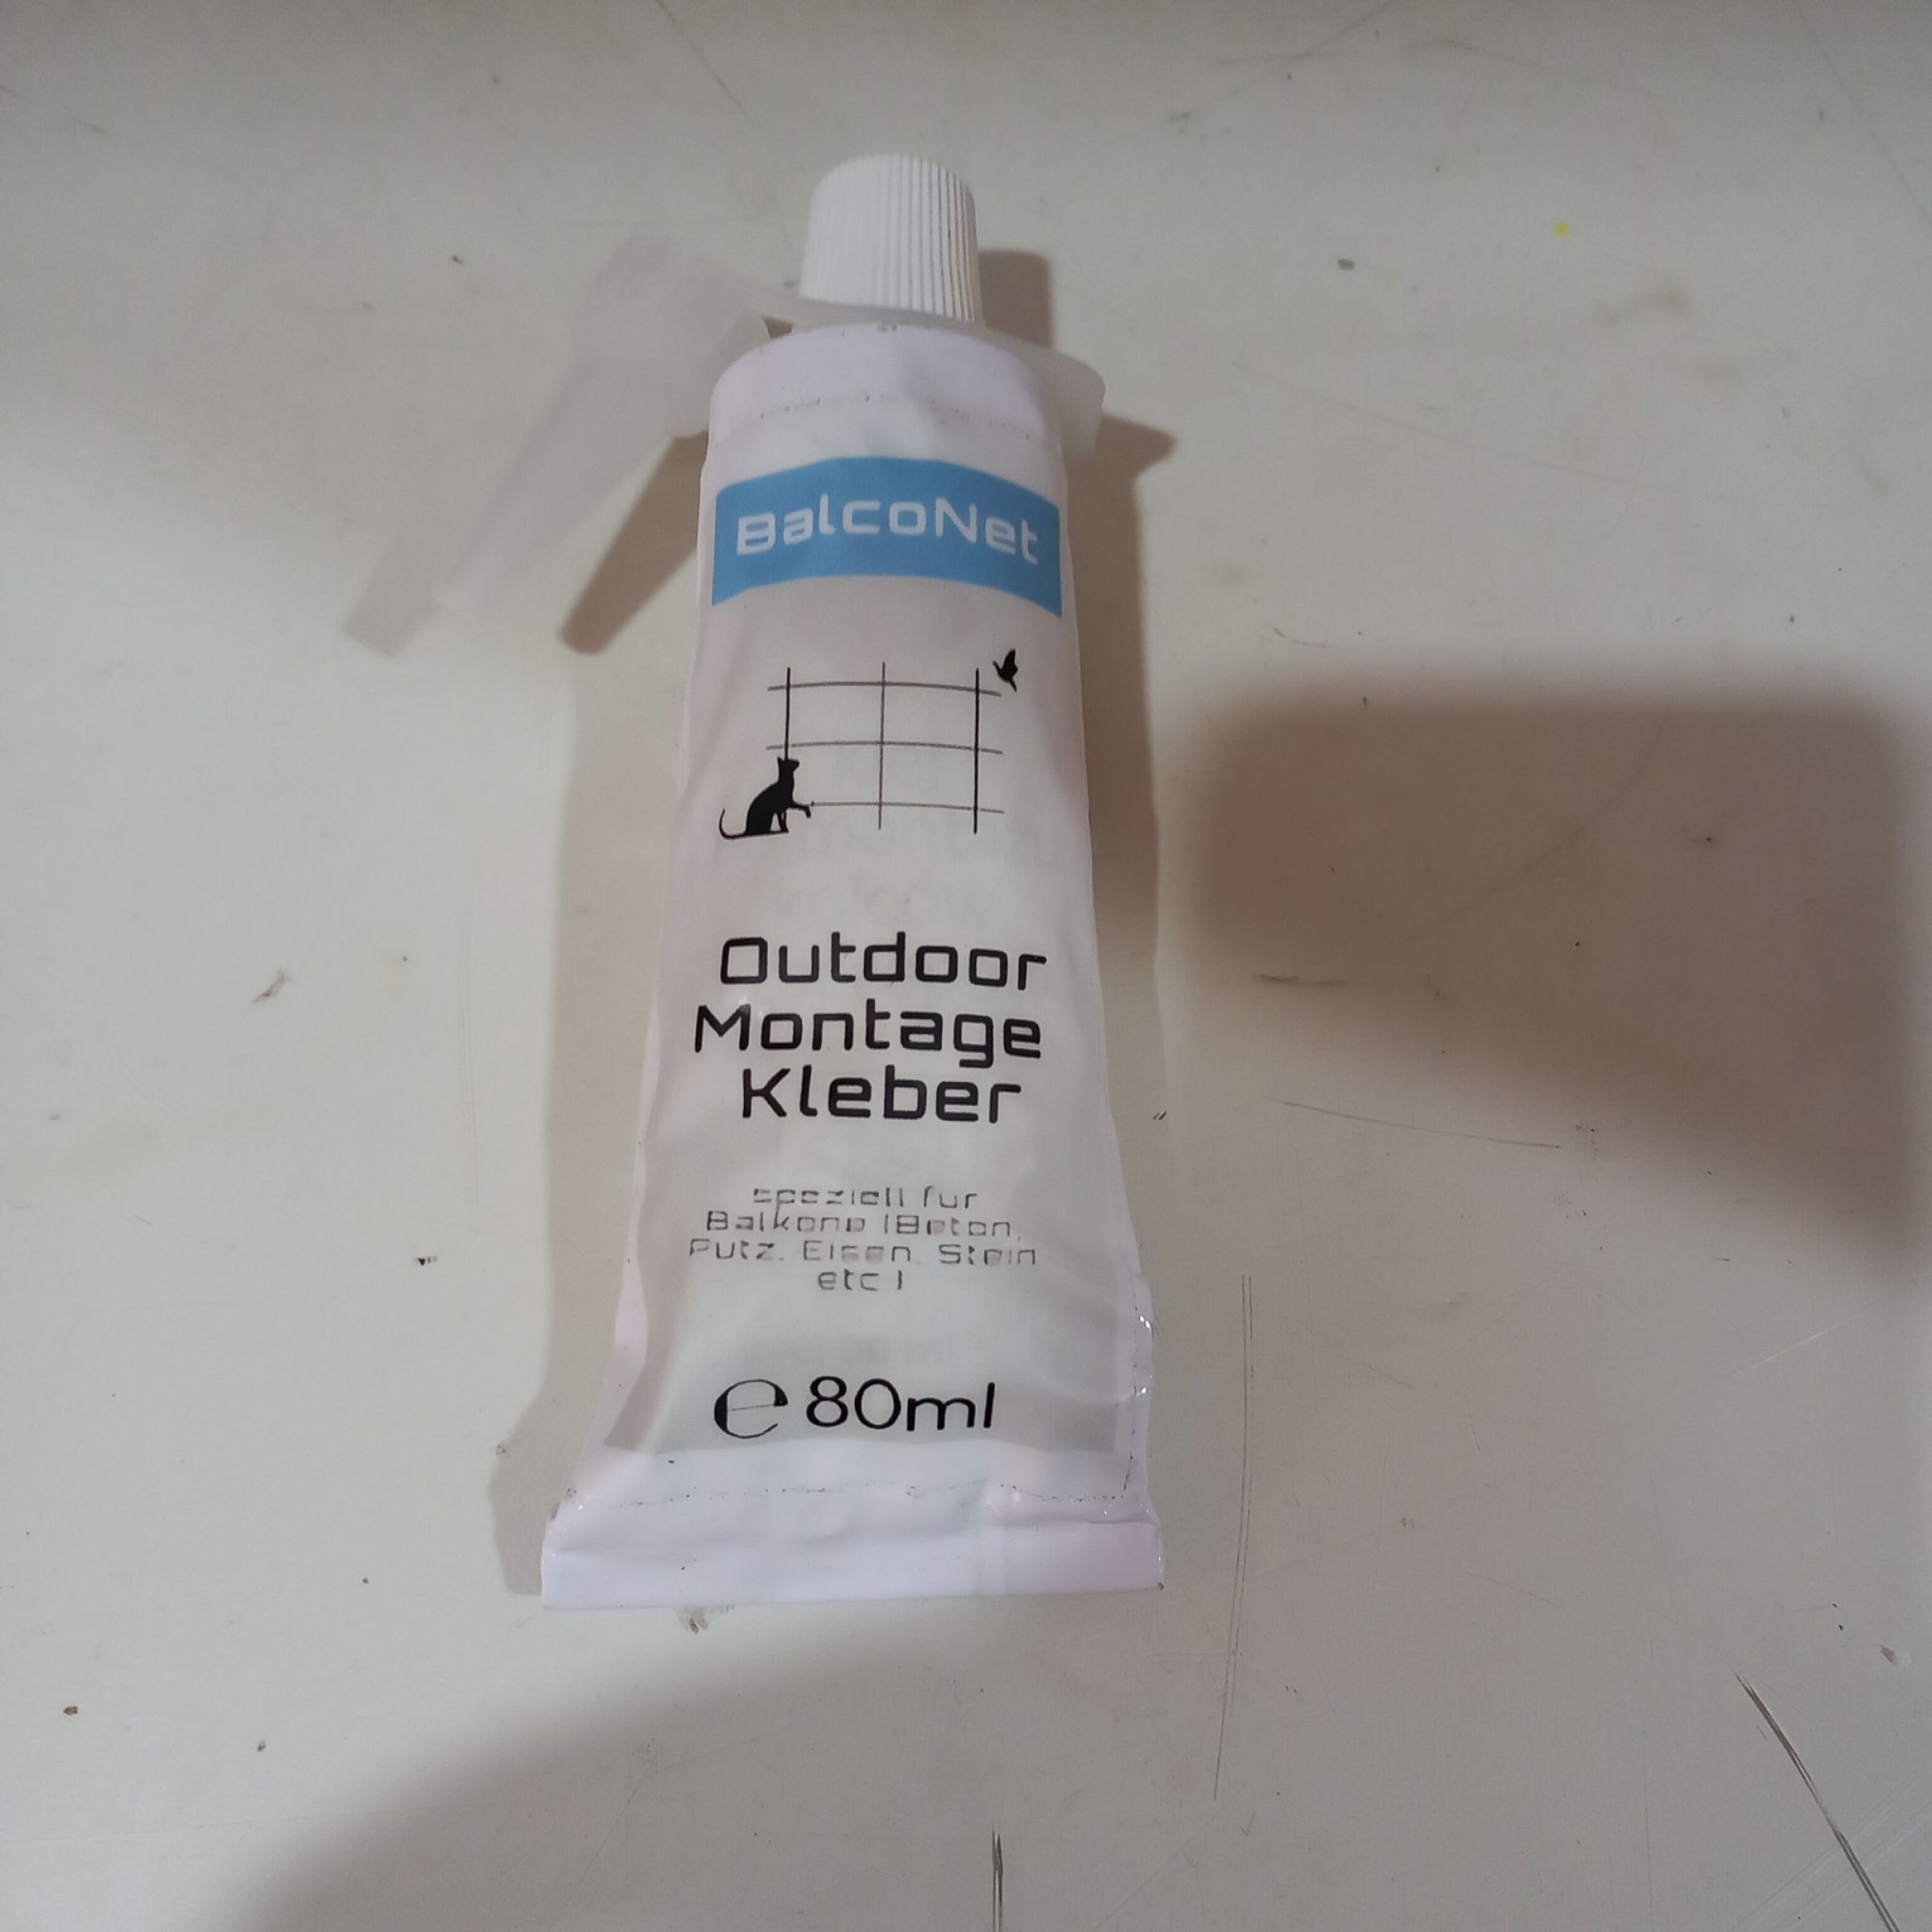 BalcoNet
Outdoor
Montage
Kleber
speziell für
Balkone (Beton,
Putz, Eisen, Stein
etc.)
℮ 80ml